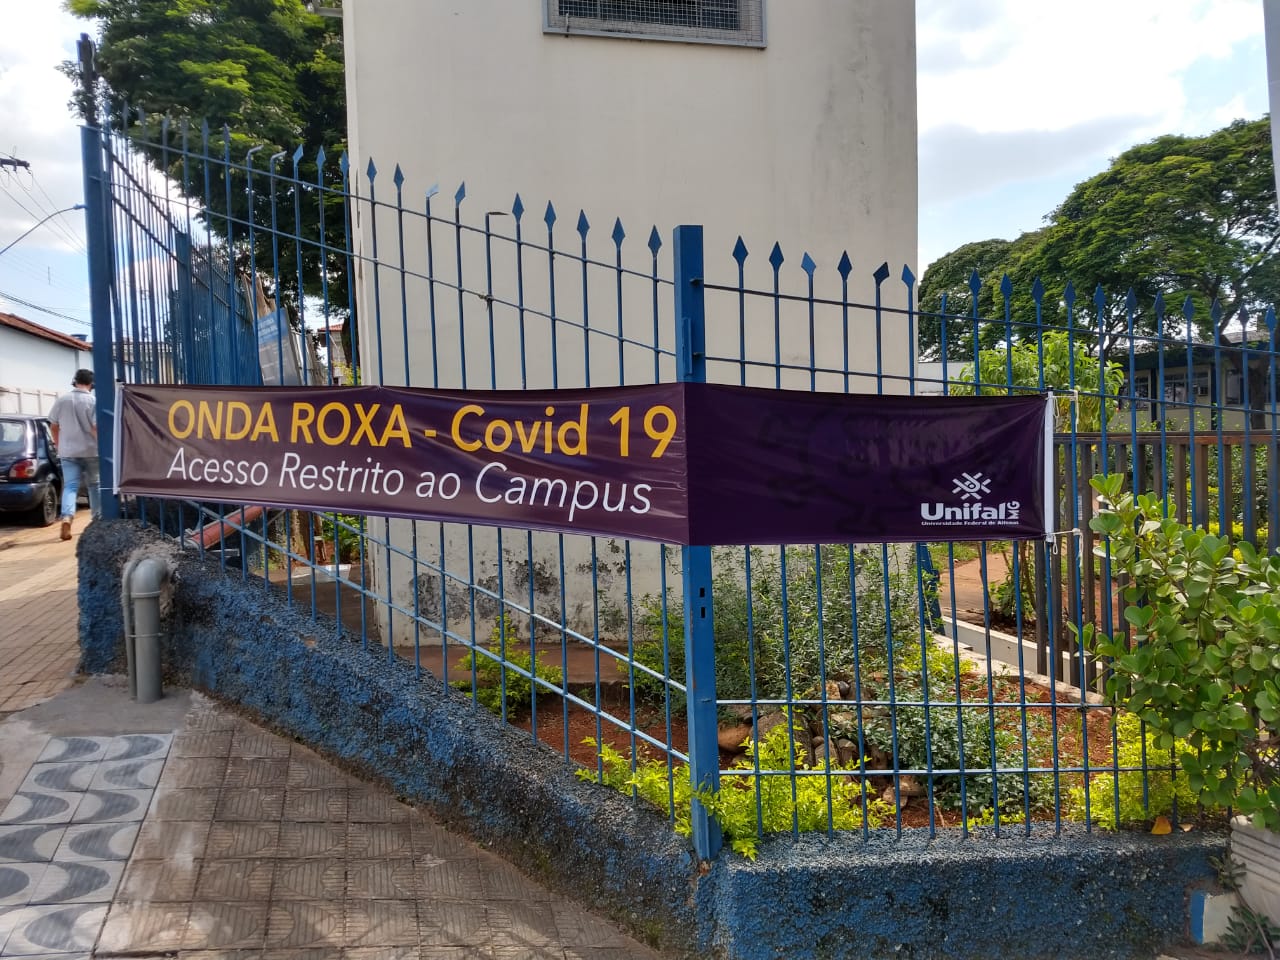 ONDA ROXA - Covid 19
Acesso Restrito ao Campus
Unifal MG
Universidade Federal de Alfenas